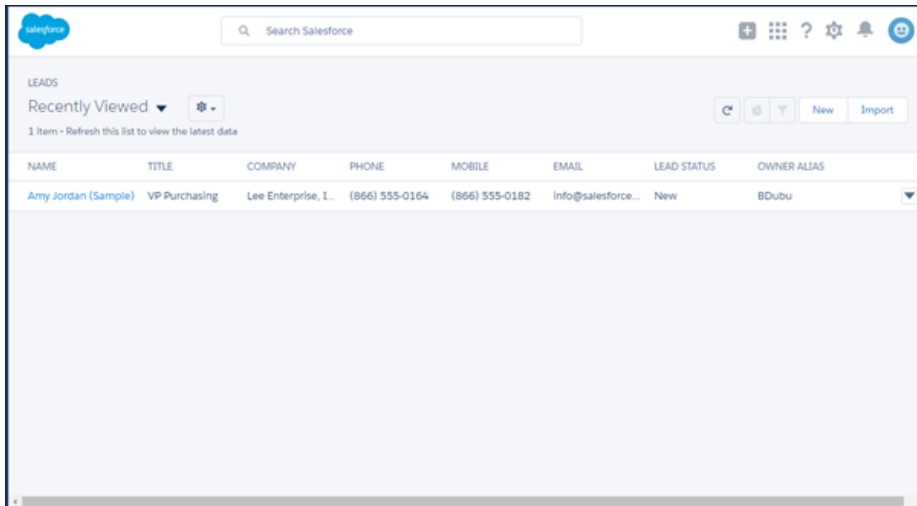 salesforce
Search Salesforce
LEADS
Recently Viewed
1 item • Refresh this list to view the latest data
New Import
NAME TITLE COMPANY PHONE MOBILE EMAIL LEAD STATUS OWNER ALIAS
Amy Jordan (Sample) VP Purchasing Lee Enterprise, I... (866) 555-0164 (866) 555-0182 info@salesforce... New BDubu